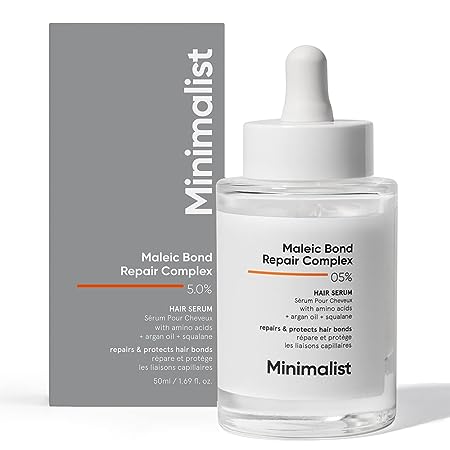 Minimalist
Maleic Bond
Repair Complex
5.0%
HAIR SERUM
Sérum Pour Cheveux
with amino acids
+ argan oil + squalane
repairs & protects hair bonds
répare et protège
les liaisons capillaires
50ml / 1.69 fl. oz.
Maleic Bond
Repair Complex
05%
HAIR SERUM
Sérum Pour Cheveux
with amino acids
+ argan oil + squalane
repairs & protects hair bonds
répare et protège
les liaisons capillaires
Minimalist